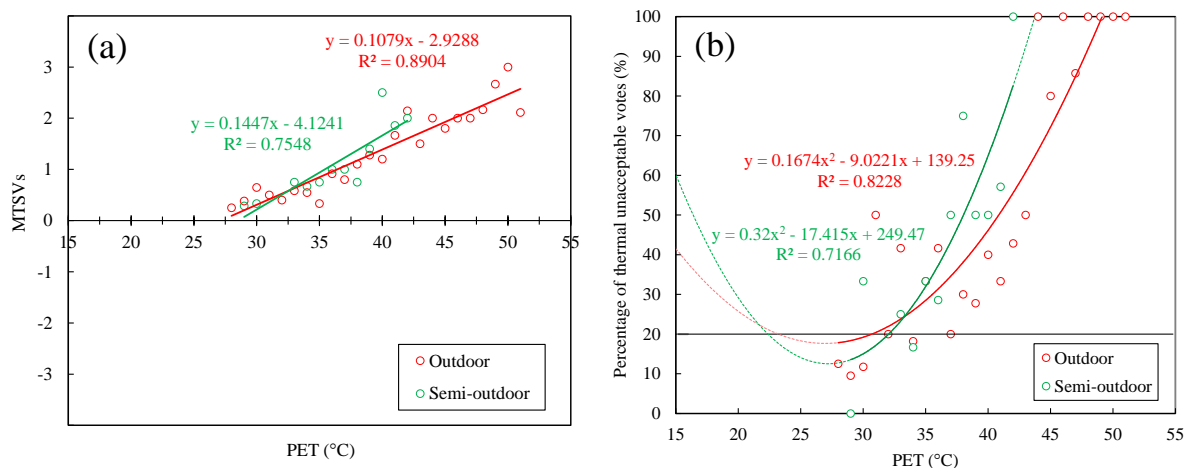 (a)
y = 0.1079x - 2.9288
R² = 0.8904
y = 0.1447x - 4.1241
R² = 0.7548
MTSVs
3
2
1
0
-1
-2
-3
15 20 25 30 35 40 45 50 55
PET (°C)
Outdoor
Semi-outdoor
(b)
Percentage of thermal unacceptable votes (%)
100
90
80
70
60
50
40
30
20
10
0
y = 0.1674x² - 9.0221x + 139.25
R² = 0.8228
y = 0.32x² - 17.415x + 249.47
R² = 0.7166
Outdoor
Semi-outdoor
15 20 25 30 35 40 45 50 55
PET (°C)